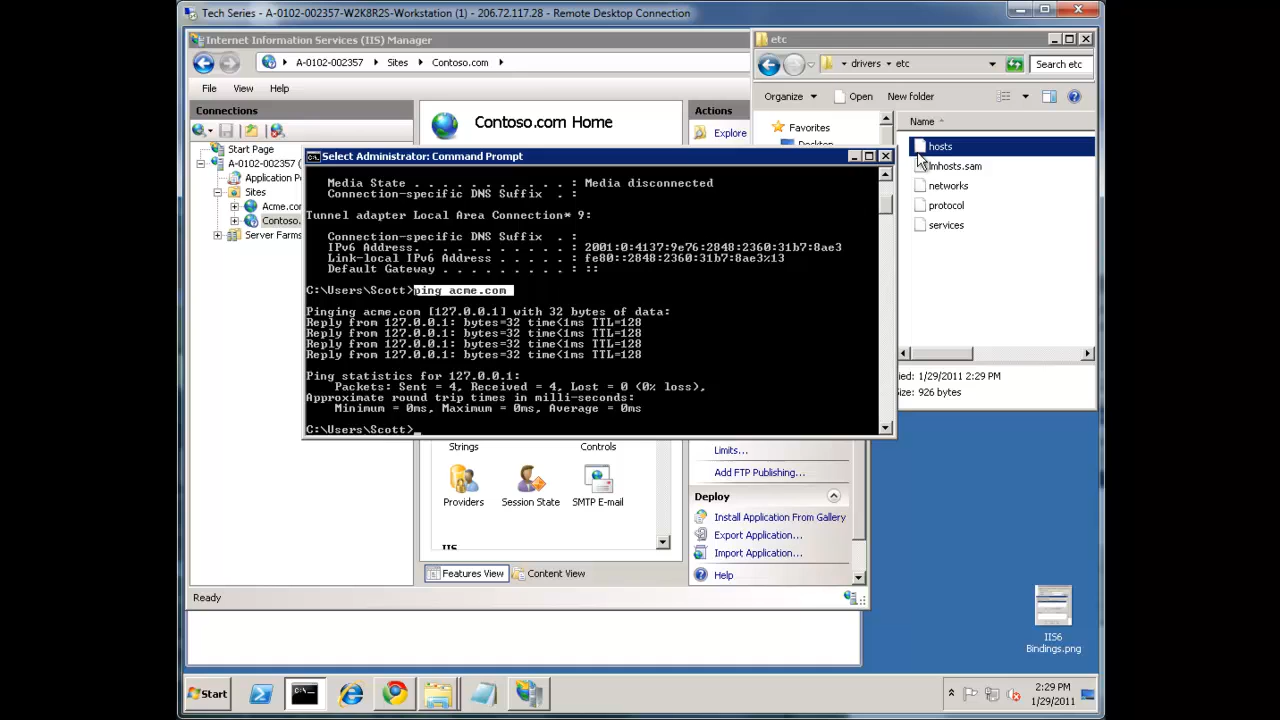 Tech Series - A-0102-002357-W2K8R2S-Workstation (1) - 206.72.117.28 - Remote Desktop Connection
Internet Information Services (IIS) Manager
A-0102-002357
Sites
Contoso.com
File
View
Help
Connections
Start Page
A-0102-002357
Application P
Sites
Acme.com
Contoso.
Server Farms
Contoso.com Home
Actions
Explore
etc
drivers
etc
Search etc
Organize
Open
New folder
Favorites
Desktop
Name
hosts
lmhosts.sam
networks
protocol
services
Select Administrator: Command Prompt
Media State . . . . . . . . . . . : Media disconnected
Connection-specific DNS Suffix . :
Tunnel adapter Local Area Connection* 9:
Connection-specific DNS Suffix . :
IPv6 Address. . . . . . . . . . . : 2001:0:4137:9e76:2848:2360:31b7:8ae3
Link-local IPv6 Address . . . . . : fe80::2848:2360:31b7:8ae3%13
Default Gateway . . . . . . . . . : ::
C:\Users\Scott>ping acme.com
Pinging acme.com [127.0.0.1] with 32 bytes of data:
Reply from 127.0.0.1: bytes=32 time<1ms TTL=128
Reply from 127.0.0.1: bytes=32 time<1ms TTL=128
Reply from 127.0.0.1: bytes=32 time<1ms TTL=128
Reply from 127.0.0.1: bytes=32 time<1ms TTL=128
Ping statistics for 127.0.0.1:
Packets: Sent = 4, Received = 4, Lost = 0 (0% loss),
Approximate round trip times in milli-seconds:
Minimum = 0ms, Maximum = 0ms, Average = 0ms
C:\Users\Scott>_
ied: 1/29/2011 2:29 PM
Size: 926 bytes
Strings
Controls
Providers
Session State
SMTP E-mail
IIS
Features View
Content View
Limits...
Add FTP Publishing...
Deploy
Install Application From Gallery
Export Application...
Import Application...
Help
Ready
IIS6
Bindings.png
Start
2:29 PM
1/29/2011